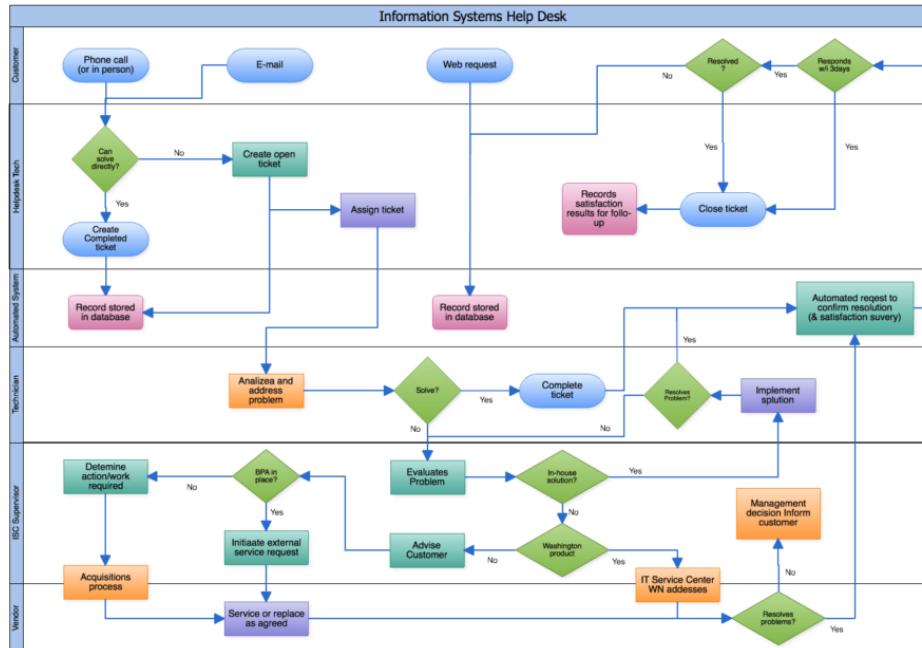 Information Systems Help Desk
Customer
Phone call
(or in person)
E-mail
Web request
Resolved
?
Responds
w/i 3days
No
Yes
Helpdesk Tech
Can
solve
directly?
No
Create open
ticket
Yes
Yes
Yes
Assign ticket
Records
satisfaction
results for follo-
up
Close ticket
Create
Completed
ticket
Automated System
Record stored
in database
Record stored
in database
Automated reqest to
confirm resolution
(& satisfaction suvery)
Yes
Technician
Analizea and
address
problem
Solve?
Yes
Complete
ticket
Resolves
Problem?
Implement
splution
No
No
ISC Supervisor
Detemine
action/work
required
No
BPA in
place?
Evaluates
Problem
In-house
solution?
Yes
Yes
No
Management
decision Inform
customer
Initiaate external
service request
Advise
Customer
No
Washington
product
Yes
No
Vendor
Acquisitions
process
Service or replace
as agreed
IT Service Center
WN addesses
Resolves
problems?
Yes